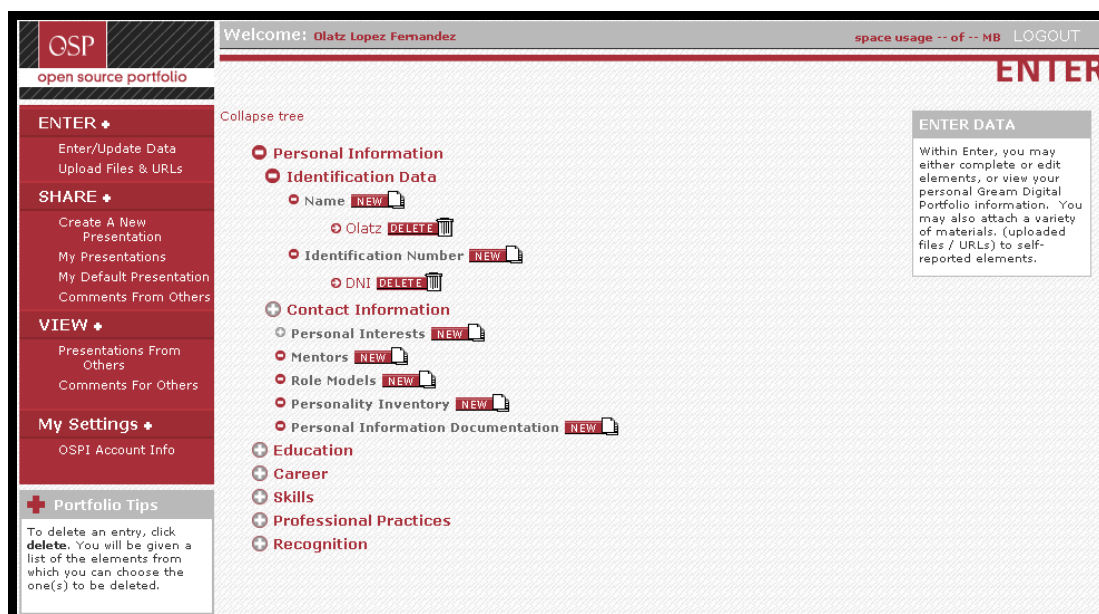 OSP
open source portfolio
Welcome: Olatz Lopez Fernandez
space usage -- of -- MB LOGOUT
ENTER
ENTER
Enter/Update Data
Upload Files & URLs
SHARE
Create A New
Presentation
My Presentations
My Default Presentation
Comments From Others
VIEW
Presentations From
Others
Comments For Others
My Settings
OSPI Account Info
Portfolio Tips
To delete an entry, click
delete. You will be given a
list of the elements from
which you can choose the
one(s) to be deleted.
Collapse tree
Personal Information
Identification Data
Name NEW
Olatz DELETE
Identification Number NEW
DNI DELETE
Contact Information
Personal Interests NEW
Mentors NEW
Role Models NEW
Personality Inventory NEW
Personal Information Documentation NEW
Education
Career
Skills
Professional Practices
Recognition
ENTER DATA
Within Enter, you may
either complete or edit
elements, or view your
personal Gream Digital
Portfolio information. You
may also attach a variety
of materials. (uploaded
files / URLs) to self-
reported elements.